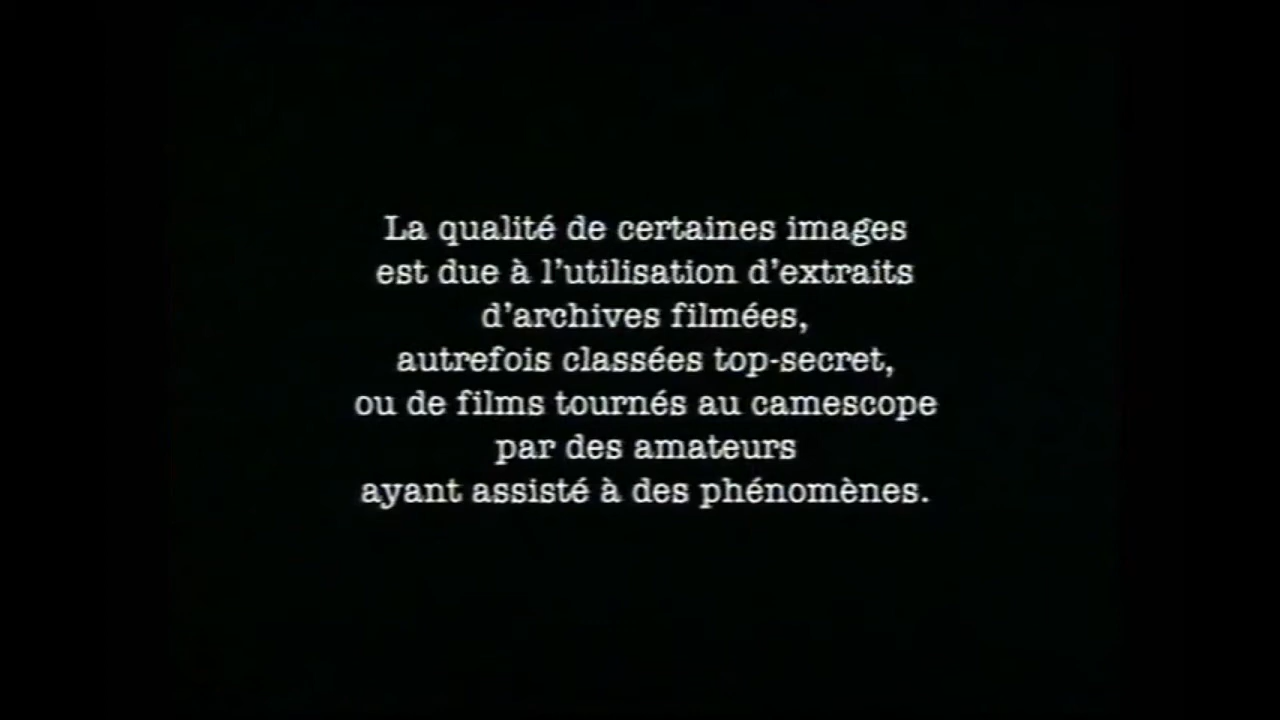 La qualité de certaines images
est due à l'utilisation d'extraits
d'archives filmées,
autrefois classées top-secret,
ou de films tournés au camescope
par des amateurs
ayant assisté à des phénomènes.